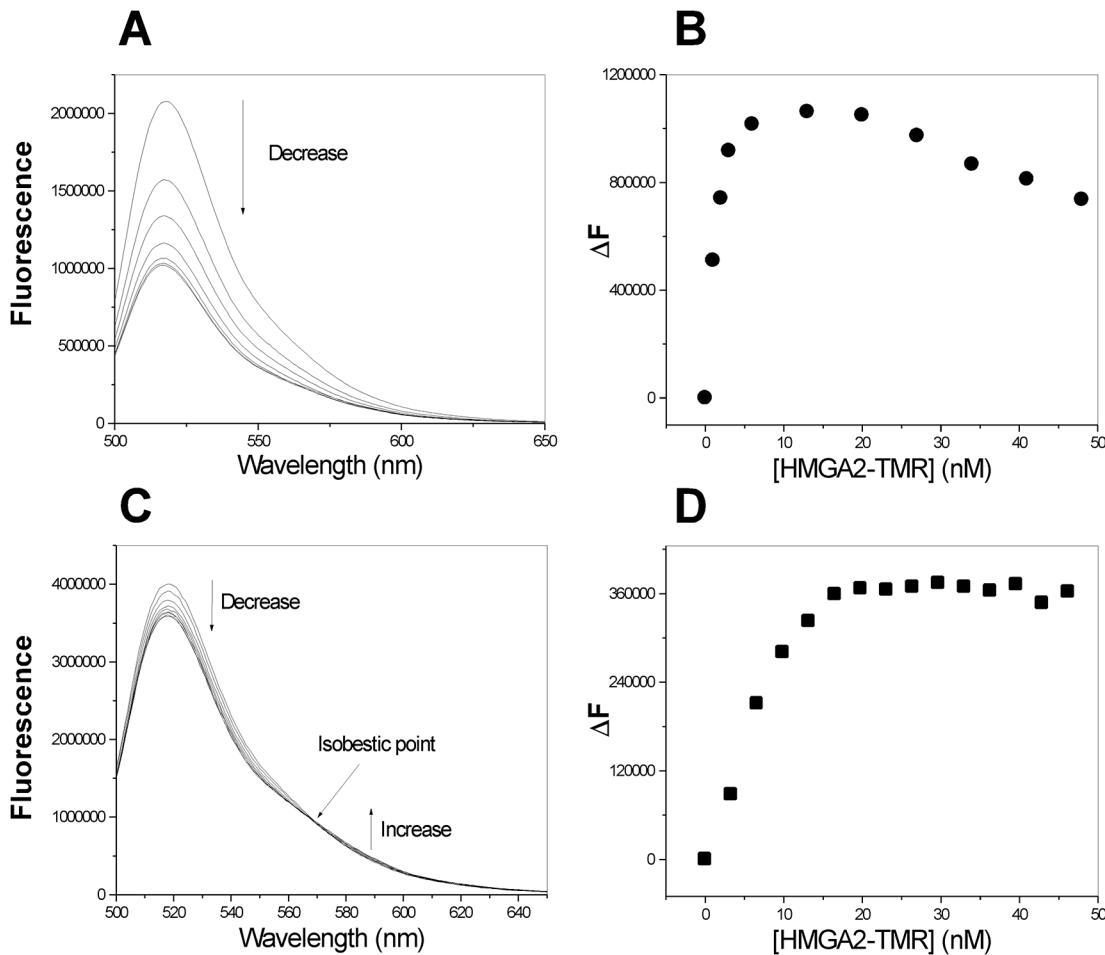 A
Fluorescence
2000000
1500000
1000000
500000
0
Decrease
500 550 600 650
Wavelength (nm)
B
ΔF
1200000
800000
400000
0
0 10 20 30 40 50
[HMGA2-TMR] (nM)
C
Fluorescence
4000000
3000000
2000000
1000000
0
Decrease
Isobestic point
Increase
500 520 540 560 580 600 620 640
Wavelength (nm)
D
ΔF
360000
240000
120000
0
0 10 20 30 40 50
[HMGA2-TMR] (nM)